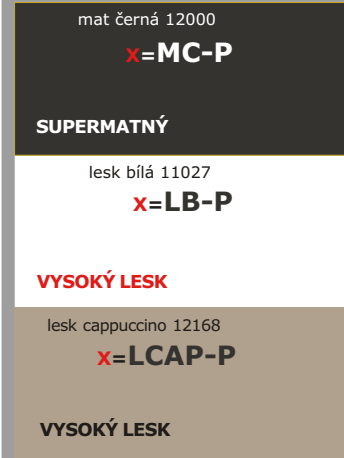 mat černá 12000
x=MC-P
SUPERMATNÝ
lesk bílá 11027
x=LB-P
VYSOKÝ LESK
lesk cappuccino 12168
x=LCAP-P
VYSOKÝ LESK